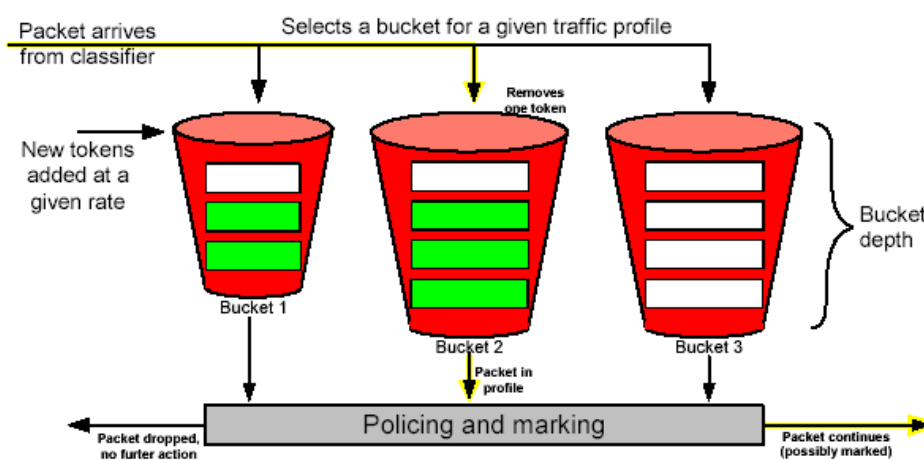 Packet arrives
from classifier
Selects a bucket for a given traffic profile
Removes
one token
New tokens
added at a
given rate
Bucket
depth
Bucket 1
Bucket 2
Bucket 3
Packet in
profile
Policing and marking
Packet dropped,
no furter action
Packet continues
(possibly marked)